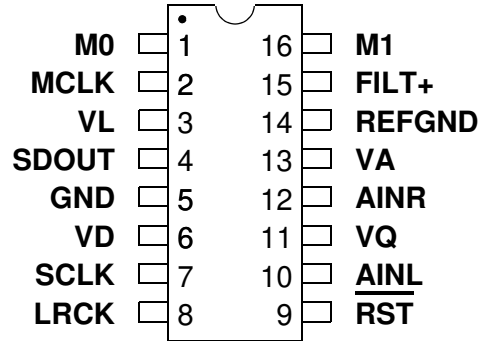 M0 1 16 M1
MCLK 2 15 FILT+
VL 3 14 REFGND
SDOUT 4 13 VA
GND 5 12 AINR
VD 6 11 VQ
SCLK 7 10 AINL
LRCK 8 9 RST